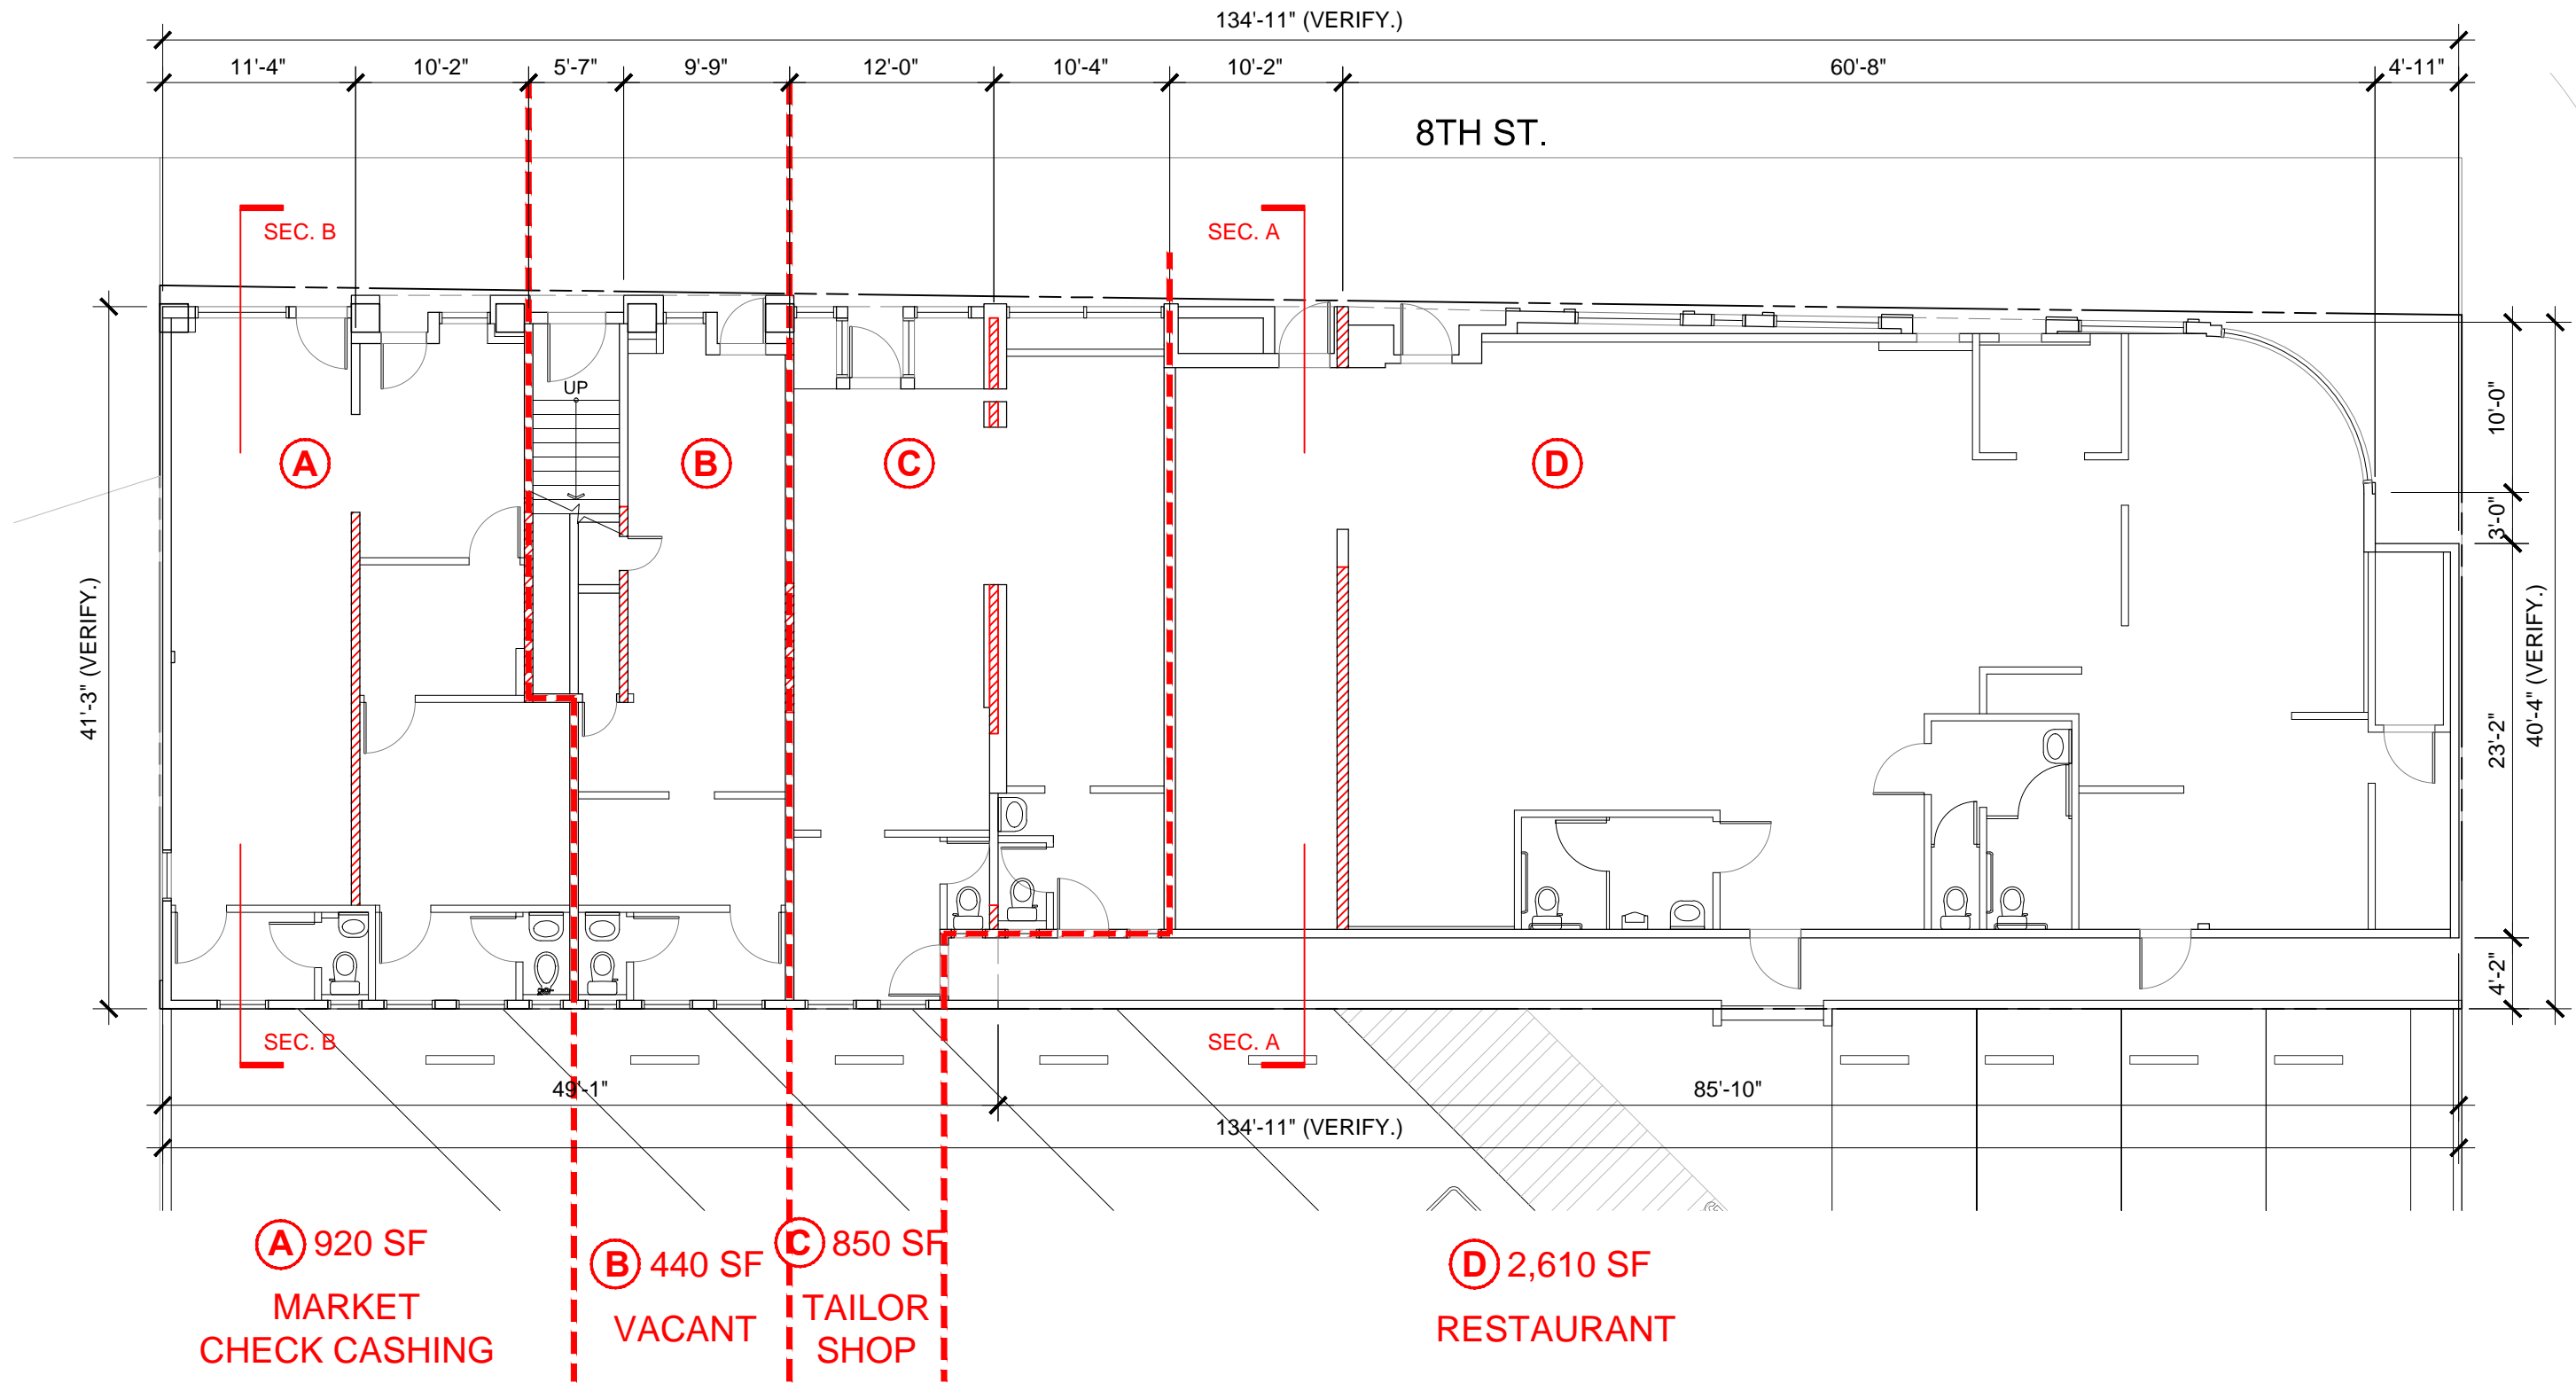 134'-11" (VERIFY.)
11'-4" 10'-2" 5'-7" 9'-9" 12'-0" 10'-4" 10'-2" 60'-8" 4'-11"
8TH ST.
SEC. B SEC. A
UP
10'-0"
A B C D
3'-0"
41'-3" (VERIFY.) 40'-4" (VERIFY.)
23'-2"
4'-2"
SEC. B SEC. A
49'-1" 85'-10"
134'-11" (VERIFY.)
A 920 SF
MARKET
CHECK CASHING
B 440 SF
VACANT
C 850 SF
TAILOR
SHOP
D 2,610 SF
RESTAURANT